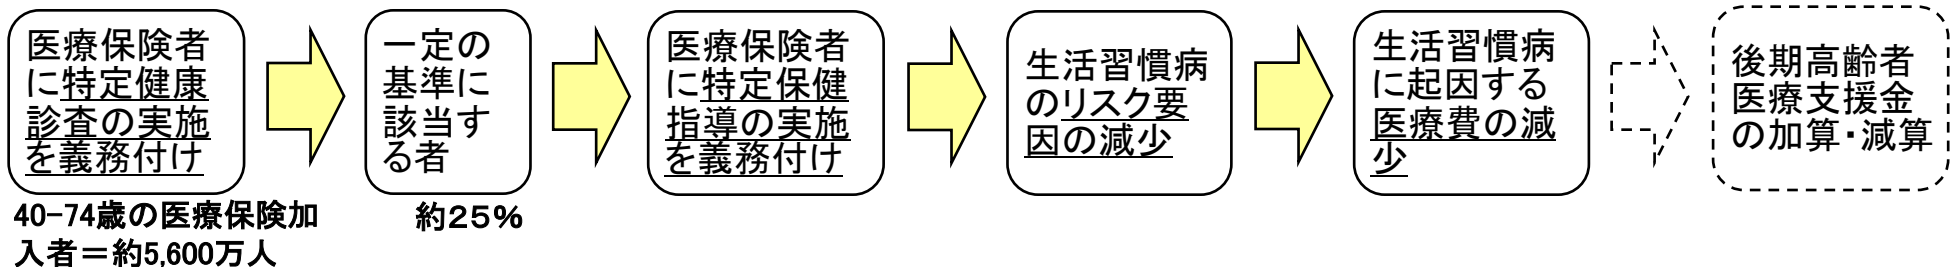 医療保険者
に特定健康
診査の実施
を義務付け
40-74歳の医療保険加
入者＝約5,600万人
一定の
基準に
該当す
る者
約２５%
医療保険者
に特定保健
指導の実施
を義務付け
生活習慣病
のリスク要
因の減少
生活習慣病
に起因する
医療費の減
少
後期高齢者
医療支援金
の加算・減算